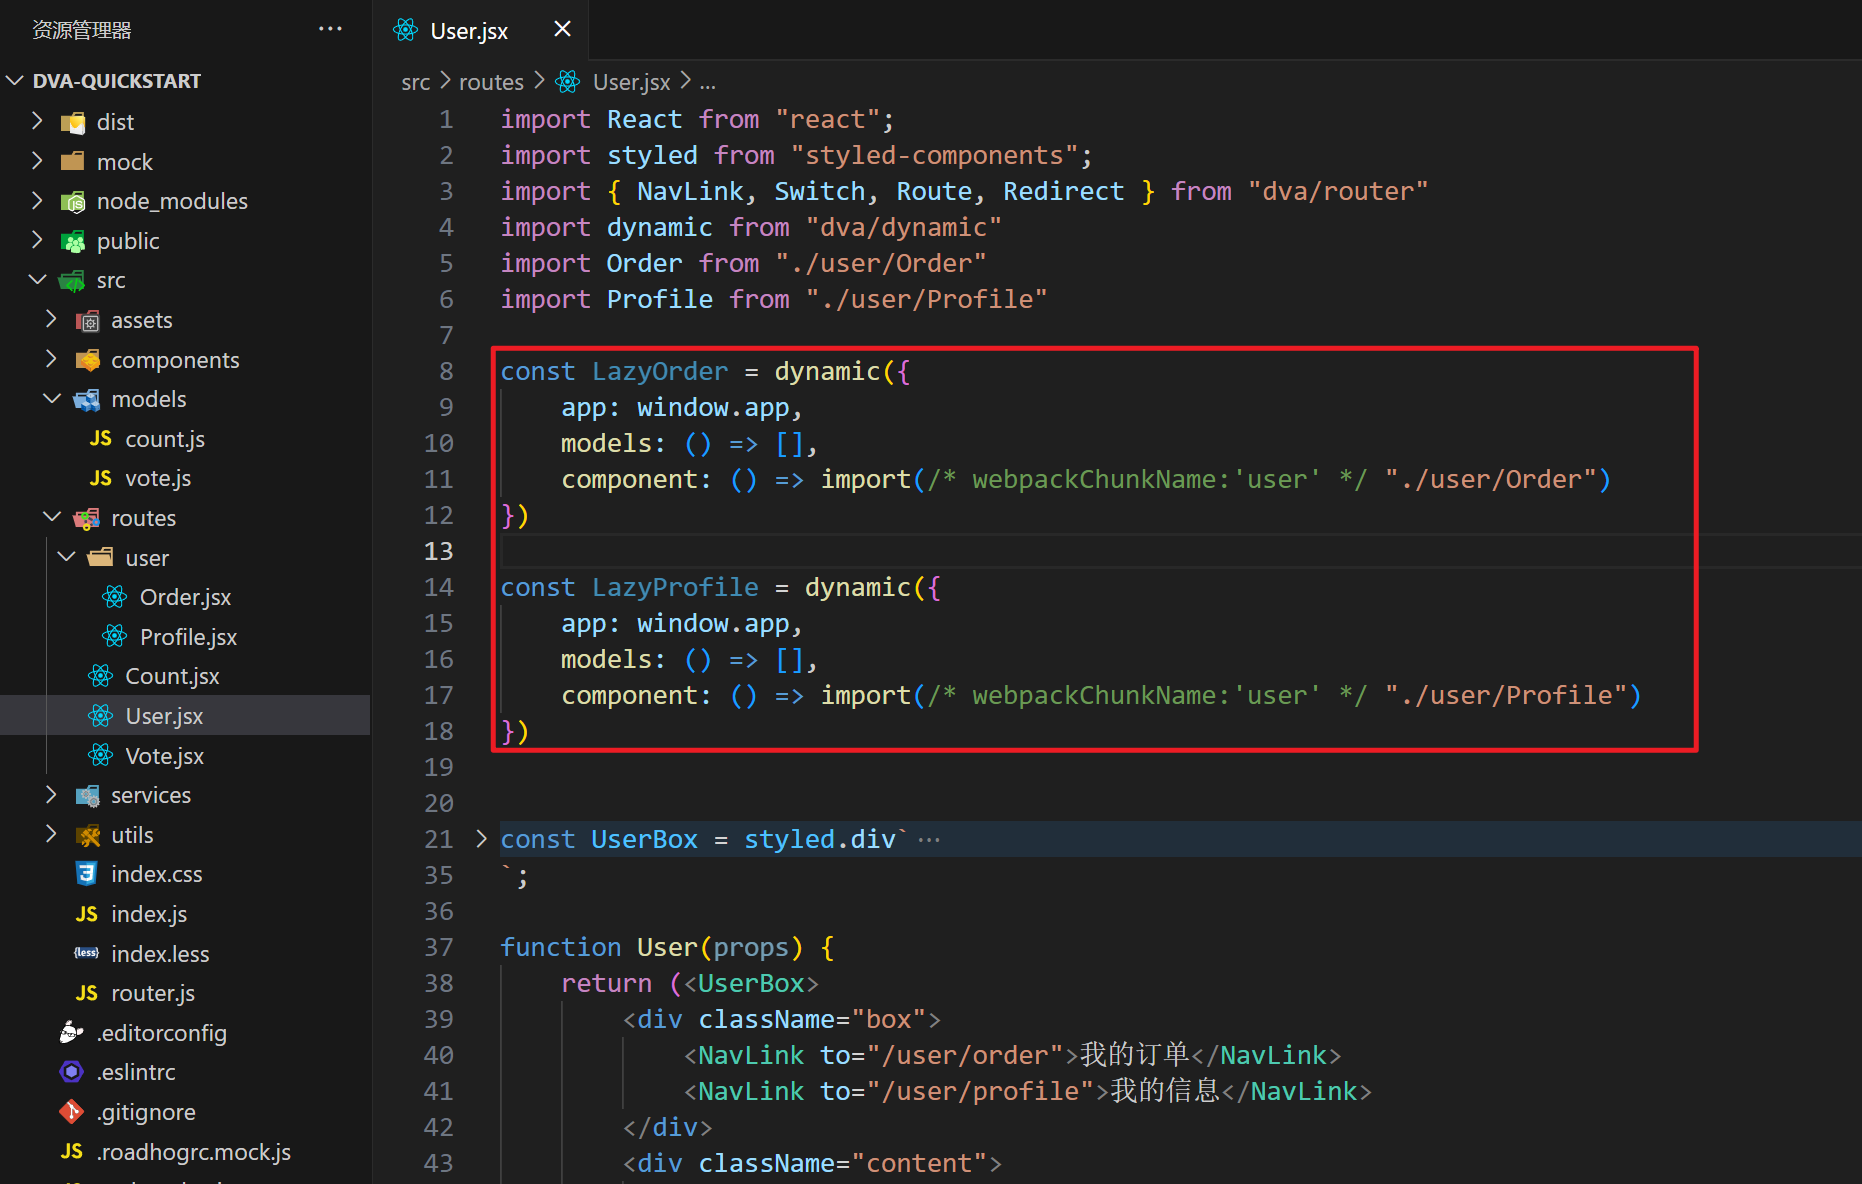 资源管理器
DVA-QUICKSTART
dist
mock
node_modules
public
src
assets
components
models
JS count.js
JS vote.js
routes
user
Order.jsx
Profile.jsx
Count.jsx
User.jsx
Vote.jsx
services
utils
index.css
JS index.js
{less} index.less
JS router.js
.editorconfig
.eslintrc
.gitignore
JS .roadhogrc.mock.js
User.jsx
src > routes > User.jsx > ...
1 import React from "react";
2 import styled from "styled-components";
3 import { NavLink, Switch, Route, Redirect } from "dva/router"
4 import dynamic from "dva/dynamic"
5 import Order from "./user/Order"
6 import Profile from "./user/Profile"
7
8 const LazyOrder = dynamic({
9 app: window.app,
10 models: () => [],
11 component: () => import(/* webpackChunkName:'user' */ "./user/Order")
12 })
13
14 const LazyProfile = dynamic({
15 app: window.app,
16 models: () => [],
17 component: () => import(/* webpackChunkName:'user' */ "./user/Profile")
18 })
19
20
21 const UserBox = styled.div` ···
35 `;
36
37 function User(props) {
38 return (<UserBox>
39 <div className="box">
40 <NavLink to="/user/order">我的订单</NavLink>
41 <NavLink to="/user/profile">我的信息</NavLink>
42 </div>
43 <div className="content">